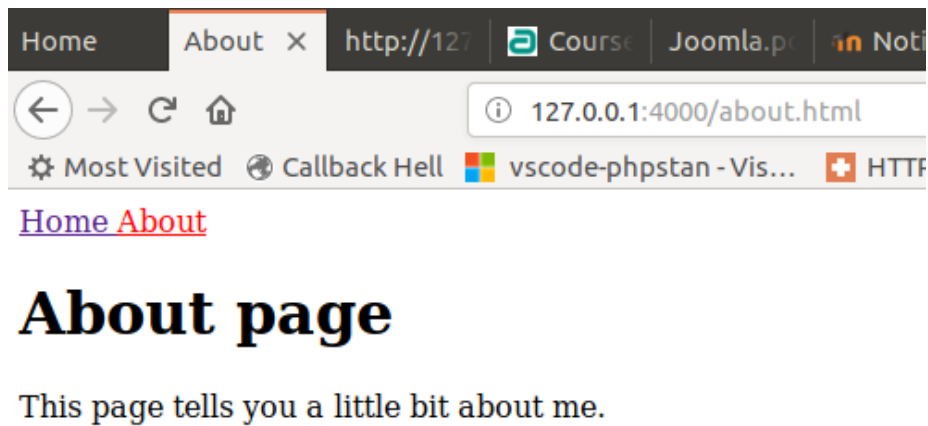 Home About × http://127 Course Joomla.po Noti
127.0.0.1:4000/about.html
Most Visited Callback Hell vscode-phpstan - Vis... HTTP
Home About
About page
This page tells you a little bit about me.